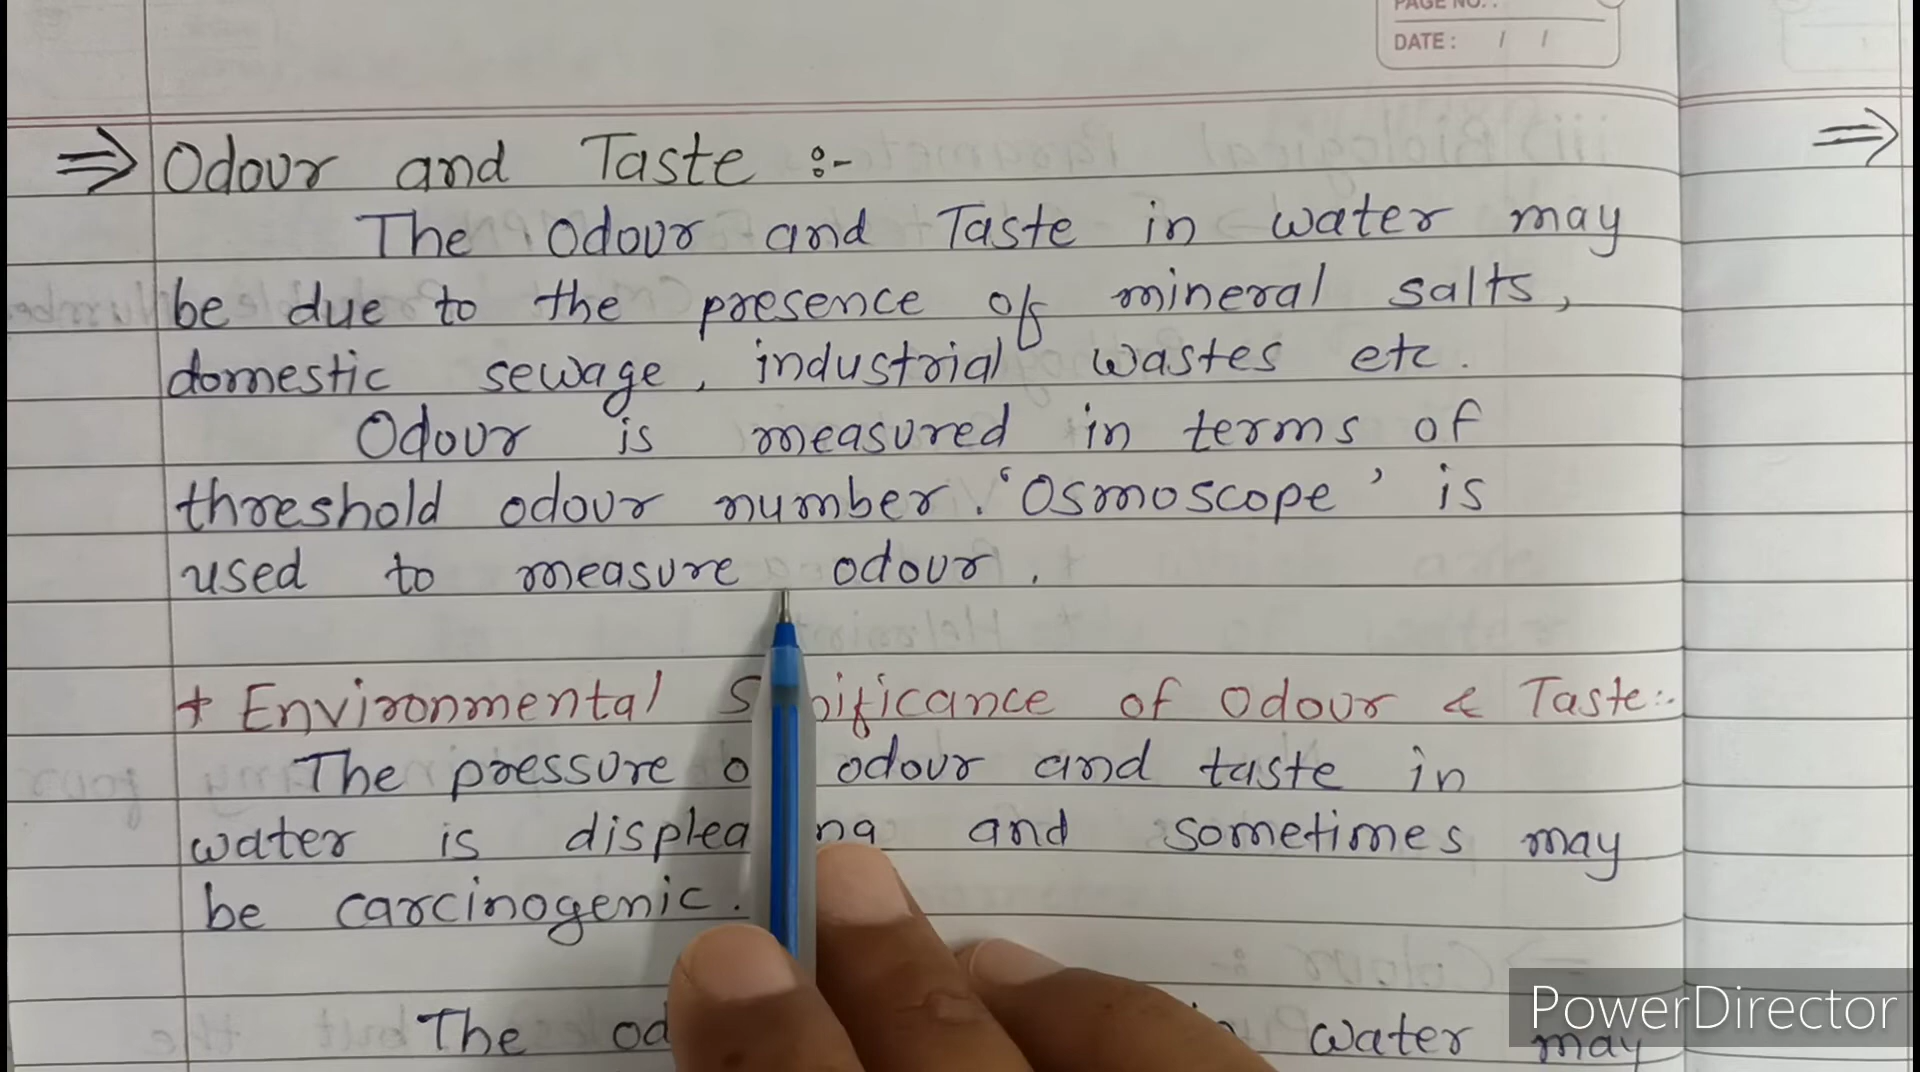 PAGE NO. :
DATE : / /
⇒ Odour and Taste :-
The Odour and Taste in water may
be due to the presence of mineral salts,
domestic sewage, industrial wastes etc.
Odour is measured in terms of
threshold odour number. 'Osmoscope' is
used to measure odour.
+ Environmental of Odour & Taste:-
The pressure odour and taste in
water is and sometimes may
be carcinogenic.
The water may
PowerDirector